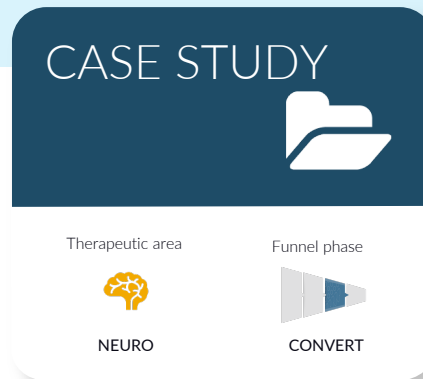 CASE STUDY
Therapeutic area
Funnel phase
NEURO
CONVERT